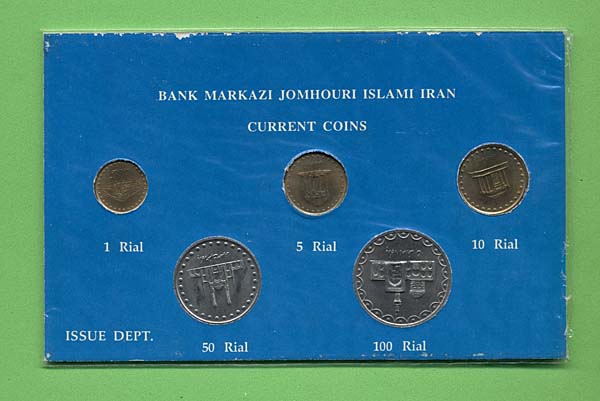 BANK MARKAZI JOMHOURI ISLAMI IRAN
CURRENT COINS
1 Rial
5 Rial
10 Rial
50 Rial
100 Rial
ISSUE DEPT.